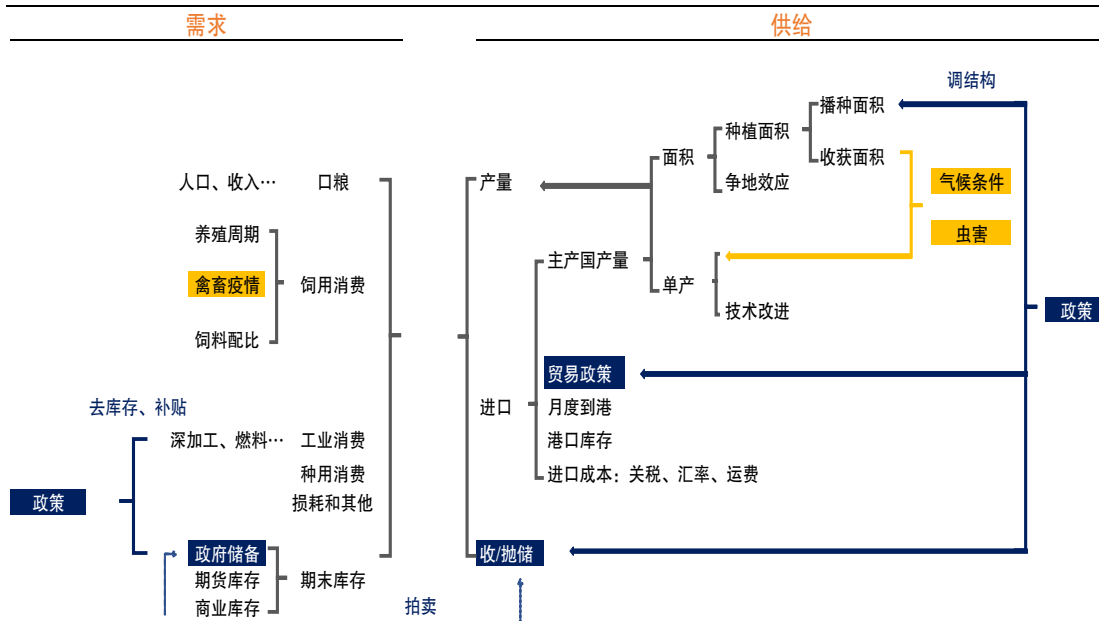 需求
供给
调结构
播种面积
种植面积
面积
收获面积
争地效应
人口、收入…
口粮
产量
气候条件
养殖周期
虫害
主产国产量
禽畜疫情
饲用消费
单产
技术改进
政策
饲料配比
贸易政策
去库存、补贴
进口
月度到港
深加工、燃料…
工业消费
港口库存
种用消费
进口成本：关税、汇率、运费
政策
损耗和其他
政府储备
收/抛储
期货库存
期末库存
商业库存
拍卖